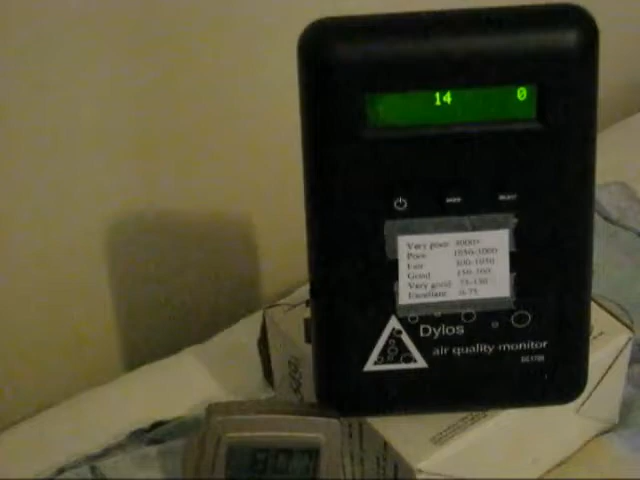 14 0
Very poor 3000+
Poor 1050-3000
Fair 300-1050
Good 150-300
Very good 75-150
Excellent 0-75
Dylos
air quality monitor
DC1700